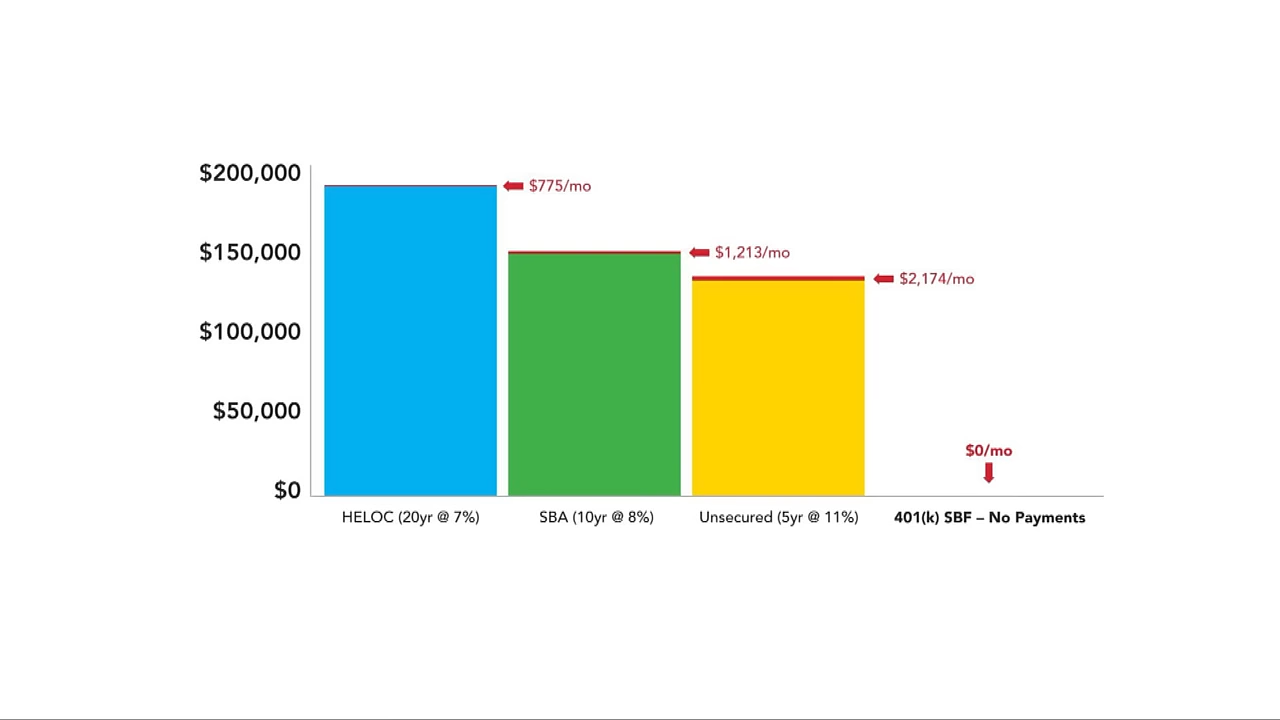 $200,000
$775/mo
$150,000
$1,213/mo
$2,174/mo
$100,000
$50,000
$0/mo
$0
HELOC (20yr @ 7%)
SBA (10yr @ 8%)
Unsecured (5yr @ 11%)
401(k) SBF – No Payments